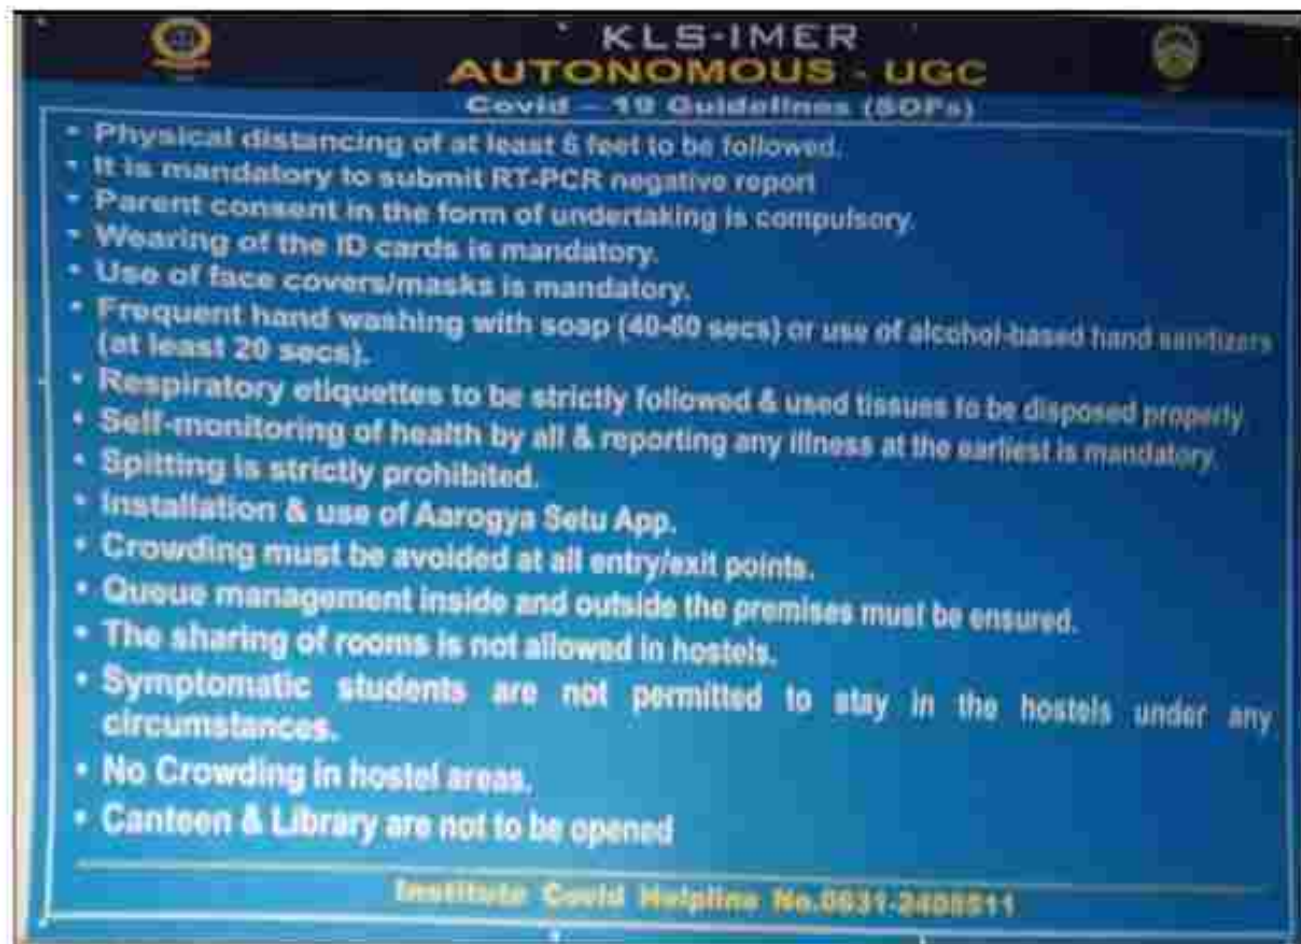 KLS-IMER
AUTONOMOUS - UGC
Covid - 19 Guidelines (SOPs)
• Physical distancing of at least 6 feet to be followed.
• It is mandatory to submit RT-PCR negative report
• Parent consent in the form of undertaking is compulsory.
• Wearing of the ID cards is mandatory.
• Use of face covers/masks is mandatory.
• Frequent hand washing with soap (40-60 secs) or use of alcohol-based hand sanitizers
(at least 20 secs).
• Respiratory etiquettes to be strictly followed & used tissues to be disposed properly
• Self-monitoring of health by all & reporting any illness at the earliest is mandatory.
• Spitting is strictly prohibited.
• Installation & use of Aarogya Setu App.
• Crowding must be avoided at all entry/exit points.
• Queue management inside and outside the premises must be ensured.
• The sharing of rooms is not allowed in hostels.
• Symptomatic students are not permitted to stay in the hostels under any
circumstances.
• No Crowding in hostel areas.
• Canteen & Library are not to be opened
Institute Covid Helpline No.